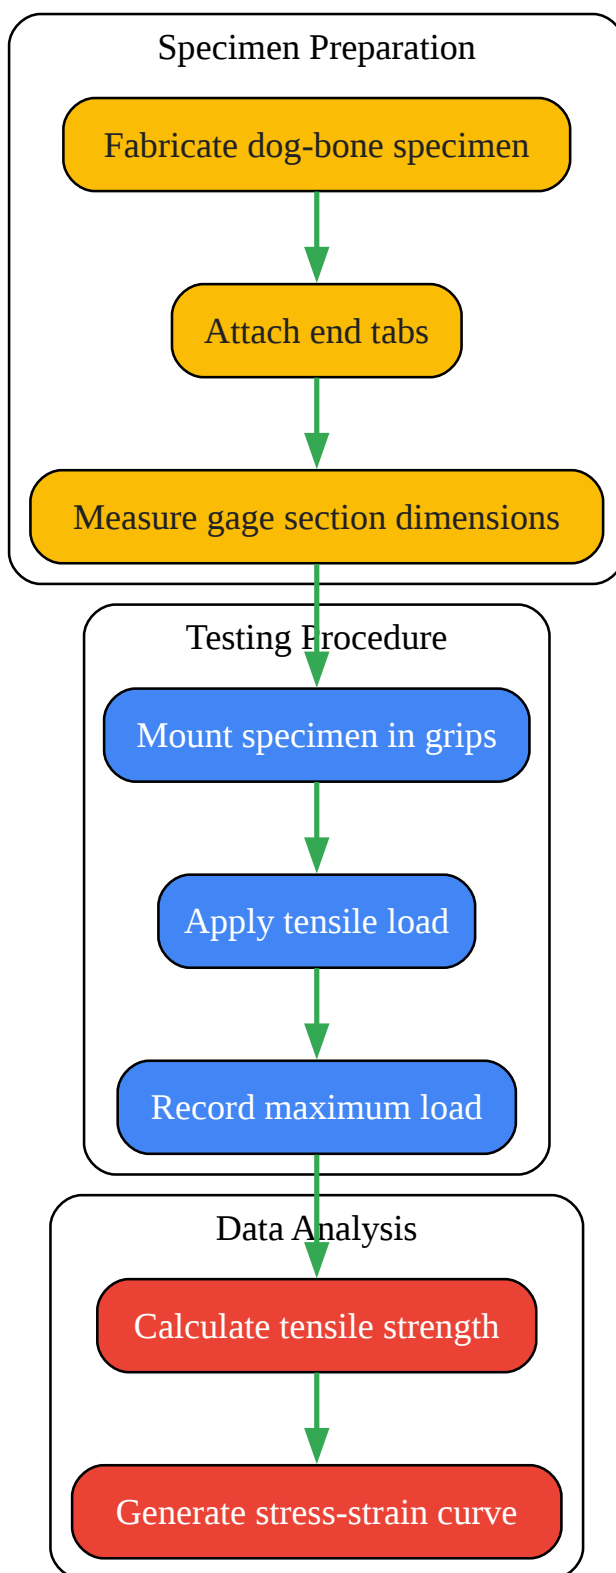 Specimen Preparation
Fabricate dog-bone specimen
Attach end tabs
Measure gage section dimensions
Testing Procedure
Mount specimen in grips
Apply tensile load
Record maximum load
Data Analysis
Calculate tensile strength
Generate stress-strain curve